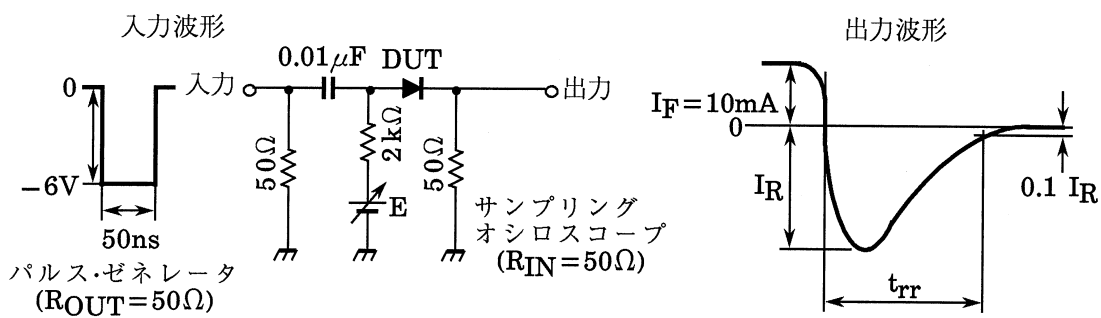 入力波形
0
−6V
50ns
パルス・ゼネレータ
(ROUT=50Ω)
入力
0.01μF
DUT
出力
50Ω
2kΩ
E
50Ω
サンプリング
オシロスコープ
(RIN=50Ω)
出力波形
IF=10mA
0
IR
0.1 IR
trr